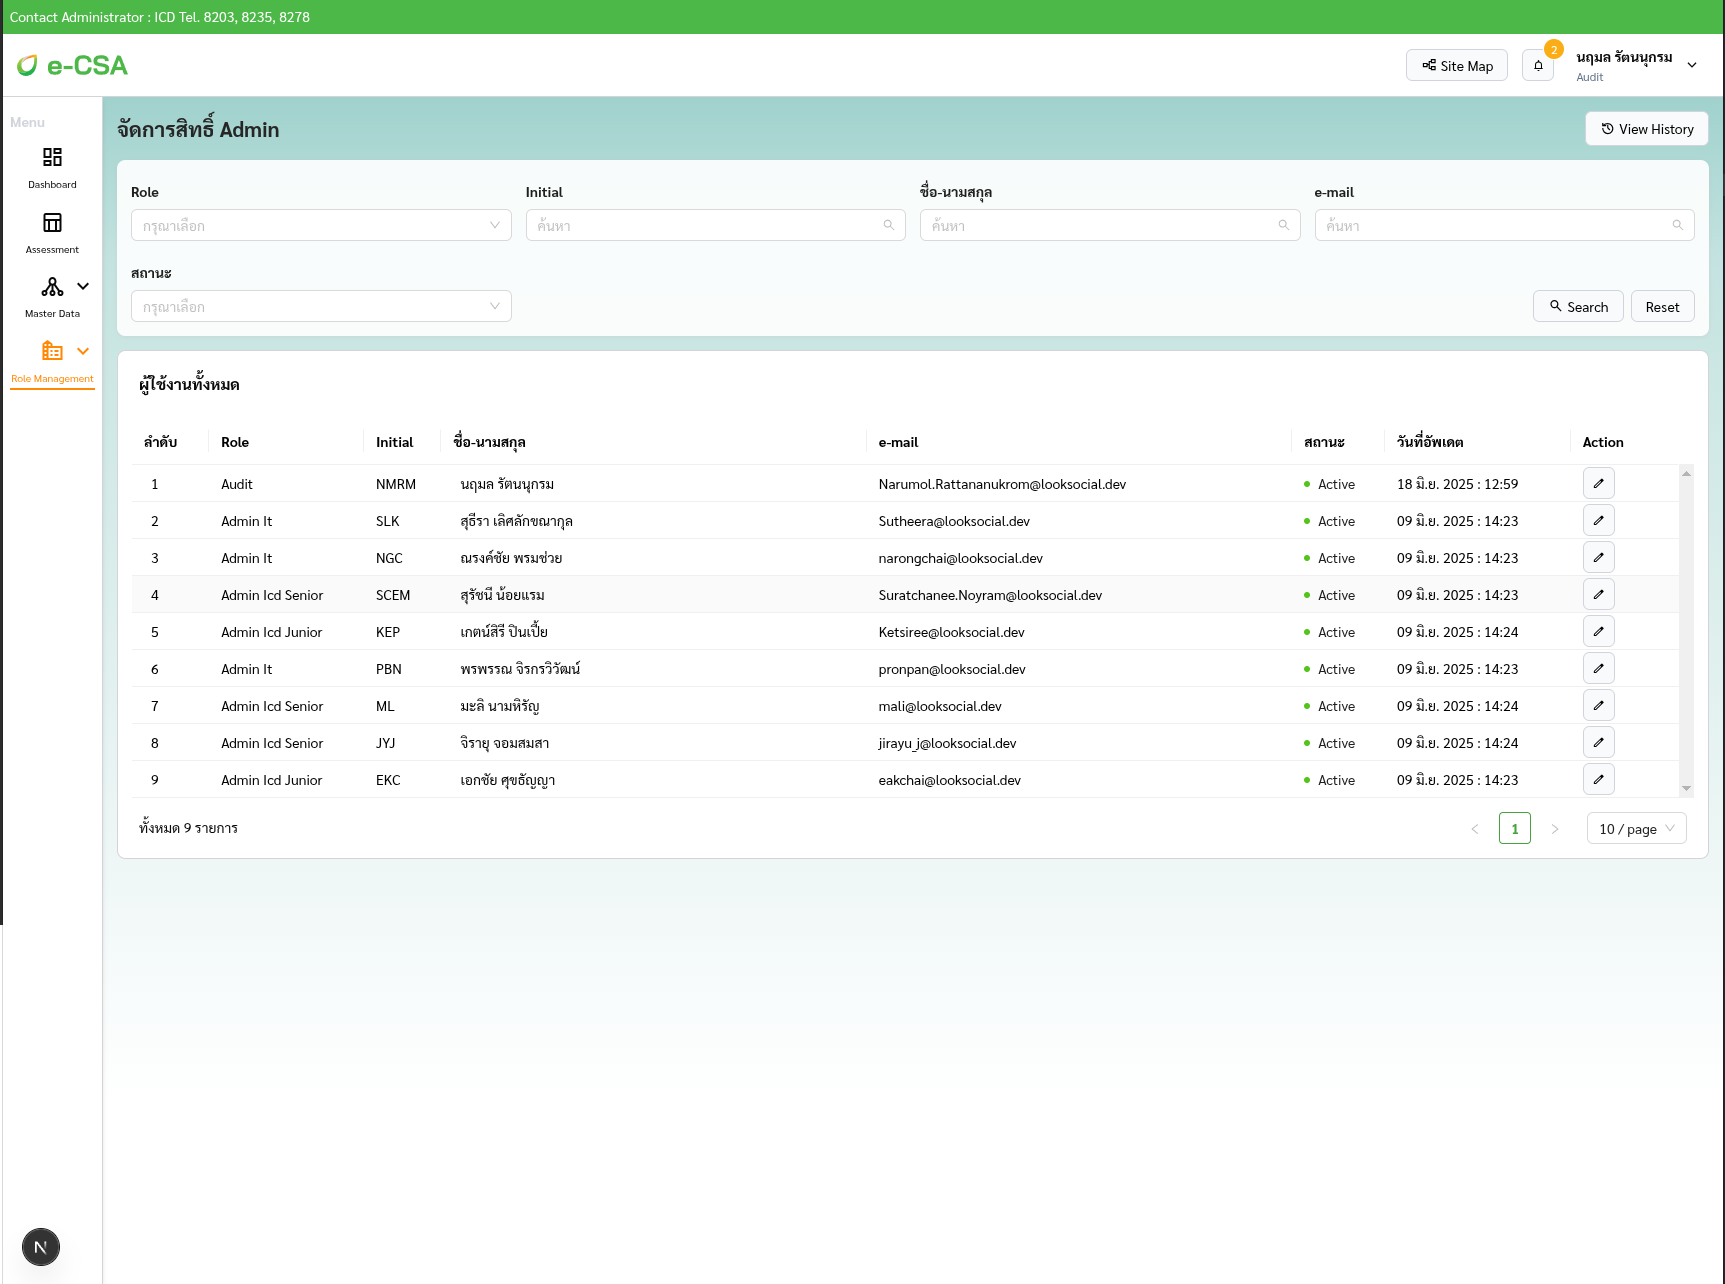 Contact Administrator : ICD Tel. 8203, 8235, 8278
e-CSA
Site Map
2
นฤมล รัตนนุกรม
Audit
Menu
Dashboard
Assessment
Master Data
Role Management
จัดการสิทธิ์ Admin
View History
Role Initial ชื่อ-นามสกุล e-mail
กรุณาเลือก ค้นหา ค้นหา ค้นหา
สถานะ
กรุณาเลือก Search Reset
ผู้ใช้งานทั้งหมด
ลำดับ Role Initial ชื่อ-นามสกุล e-mail สถานะ วันที่อัพเดต Action
1 Audit NMRM นฤมล รัตนนุกรม Narumol.Rattananukrom@looksocial.dev Active 18 มิ.ย. 2025 : 12:59
2 Admin It SLK สุธีรา เลิศลักขณากุล Sutheera@looksocial.dev Active 09 มิ.ย. 2025 : 14:23
3 Admin It NGC ณรงค์ชัย พรมช่วย narongchai@looksocial.dev Active 09 มิ.ย. 2025 : 14:23
4 Admin Icd Senior SCEM สุรัชนี น้อยแรม Suratchanee.Noyram@looksocial.dev Active 09 มิ.ย. 2025 : 14:23
5 Admin Icd Junior KEP เกตน์สิรี ปินเปี้ย Ketsiree@looksocial.dev Active 09 มิ.ย. 2025 : 14:24
6 Admin It PBN พรพรรณ จิรกรวิวัฒน์ pronpan@looksocial.dev Active 09 มิ.ย. 2025 : 14:23
7 Admin Icd Senior ML มะลิ นามหิรัญ mali@looksocial.dev Active 09 มิ.ย. 2025 : 14:24
8 Admin Icd Senior JYJ จิรายุ จอมสมสา jirayu_j@looksocial.dev Active 09 มิ.ย. 2025 : 14:24
9 Admin Icd Junior EKC เอกชัย ศุขธัญญา eakchai@looksocial.dev Active 09 มิ.ย. 2025 : 14:23
ทั้งหมด 9 รายการ 1 10 / page
N